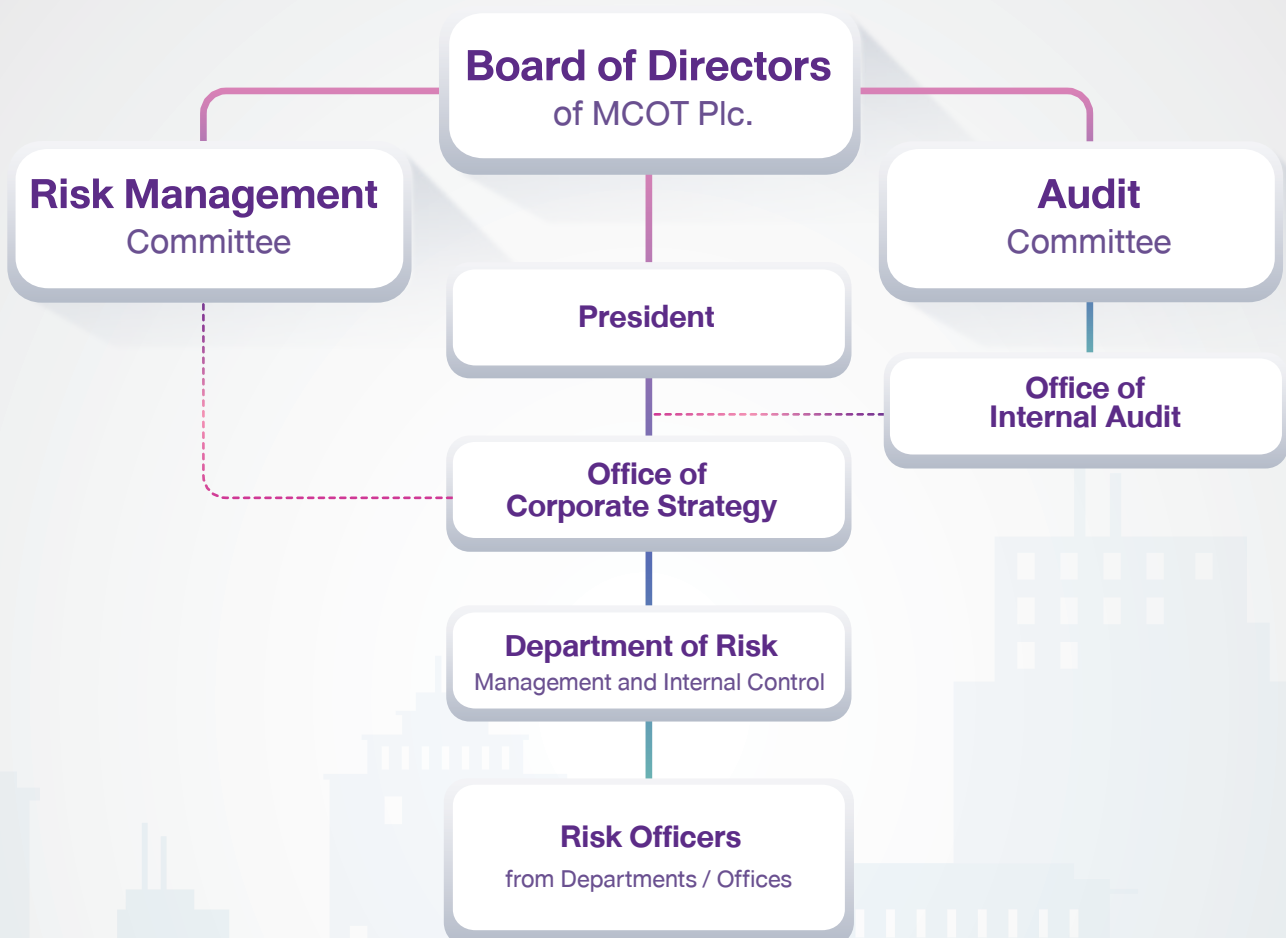 Board of Directors
of MCOT Plc.
Risk Management
Committee
Audit
Committee
President
Office of
Internal Audit
Office of
Corporate Strategy
Department of Risk
Management and Internal Control
Risk Officers
from Departments / Offices